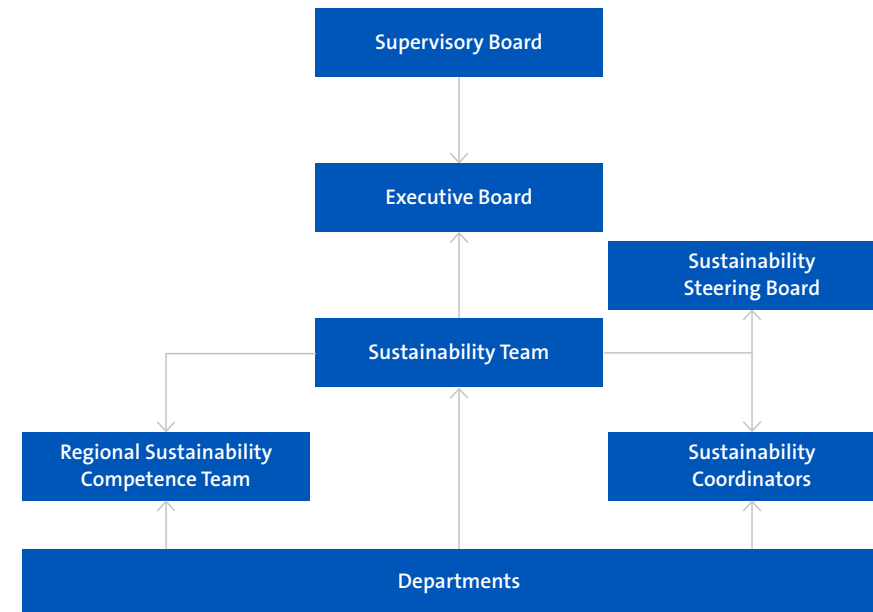 Supervisory Board
Executive Board
Sustainability
Steering Board
Sustainability Team
Regional Sustainability
Competence Team
Sustainability
Coordinators
Departments